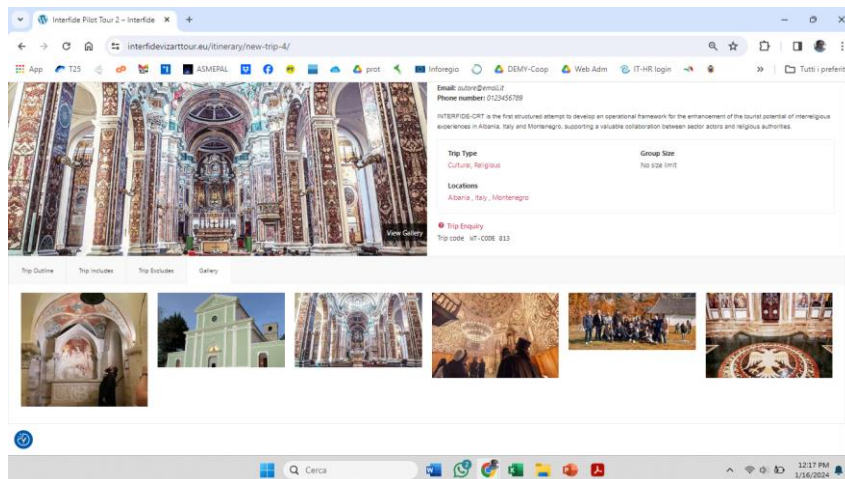 Interfide Pilot Tour 2 – Interfide
interfidevizarttour.eu/itinerary/new-trip-4/
App
T25
ASMEPAL
prot
Inforegio
DEMY-Coop
Web Adm
IT-HR login
Tutti i preferit
Email: autore@email.it
Phone number: 0123456789
INTERFIDE-CRT is the first structured attempt to develop an operational framework for the enhancement of the tourist potential of interreligious
experiences in Albania, Italy and Montenegro, supporting a valuable collaboration between sector actors and religious authorities.
Trip Type
Group Size
Culture, Religious
No size limit
Locations
Albania , Italy , Montenegro
View Gallery
Trip Enquiry
Trip code WT-CODE 813
Trip Outline
Trip Includes
Trip Excludes
Gallery
Cerca
12:17 PM
1/16/2024